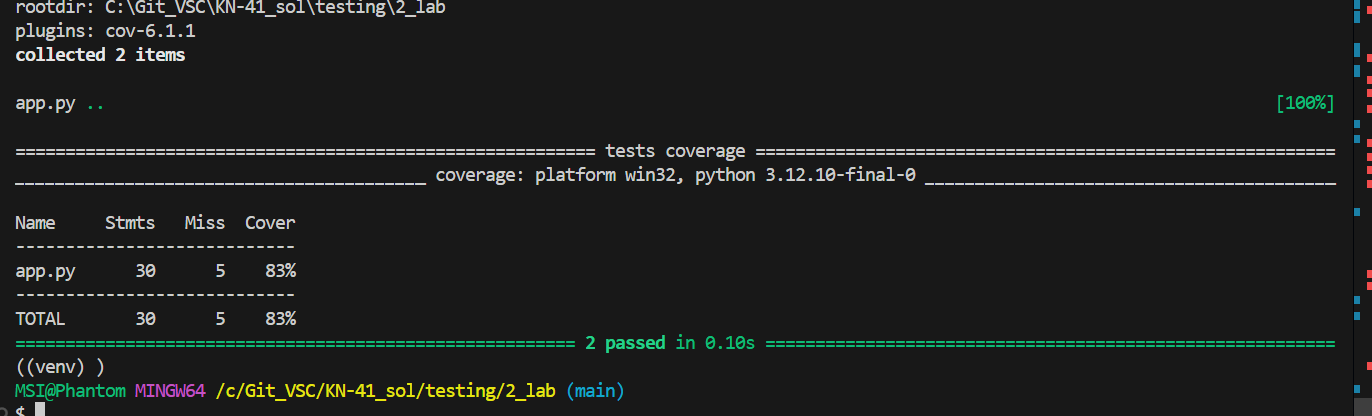 rootdir: C:\Git_VSC\KN-41_sol\testing\2_lab
plugins: cov-6.1.1
collected 2 items
app.py .. [100%]
========================================================== tests coverage ==========================================================
_________________________________________ coverage: platform win32, python 3.12.10-final-0 _________________________________________
Name     Stmts   Miss  Cover
----------------------------
app.py      30      5    83%
----------------------------
TOTAL       30      5    83%
======================================================== 2 passed in 0.10s =========================================================
((venv) )
MSI@Phantom MINGW64 /c/Git_VSC/KN-41_sol/testing/2_lab (main)
$